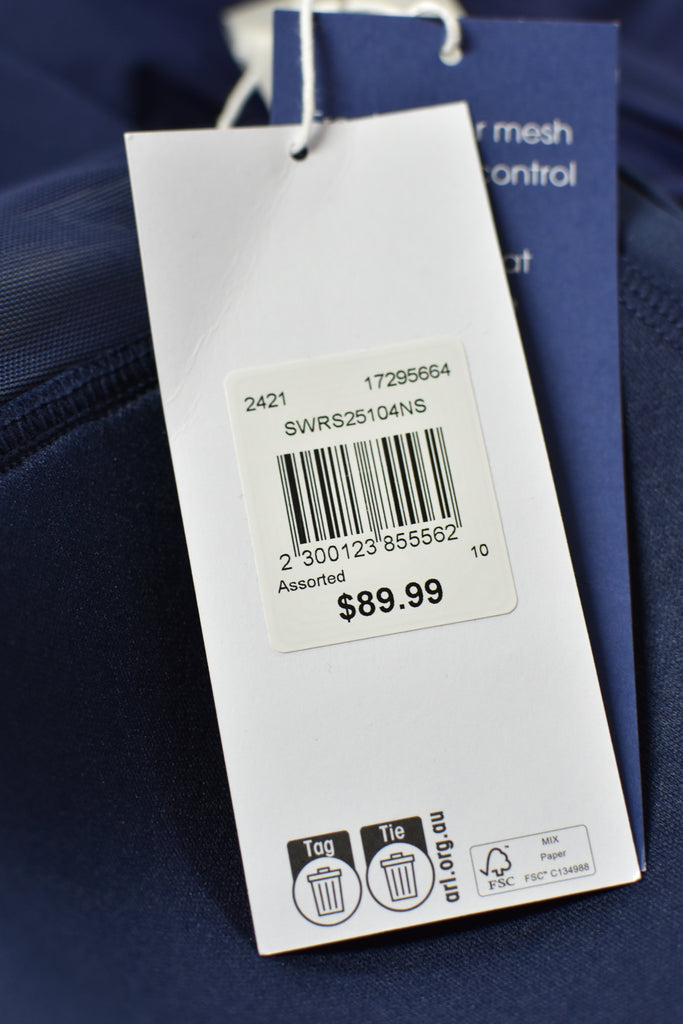 r mesh
control
at
2421 17295664
SWRS25104NS
2 300123 855562
Assorted 10
$89.99
Tag Tie
arl.org.au
FSC
MIX
Paper
FSC™ C134988